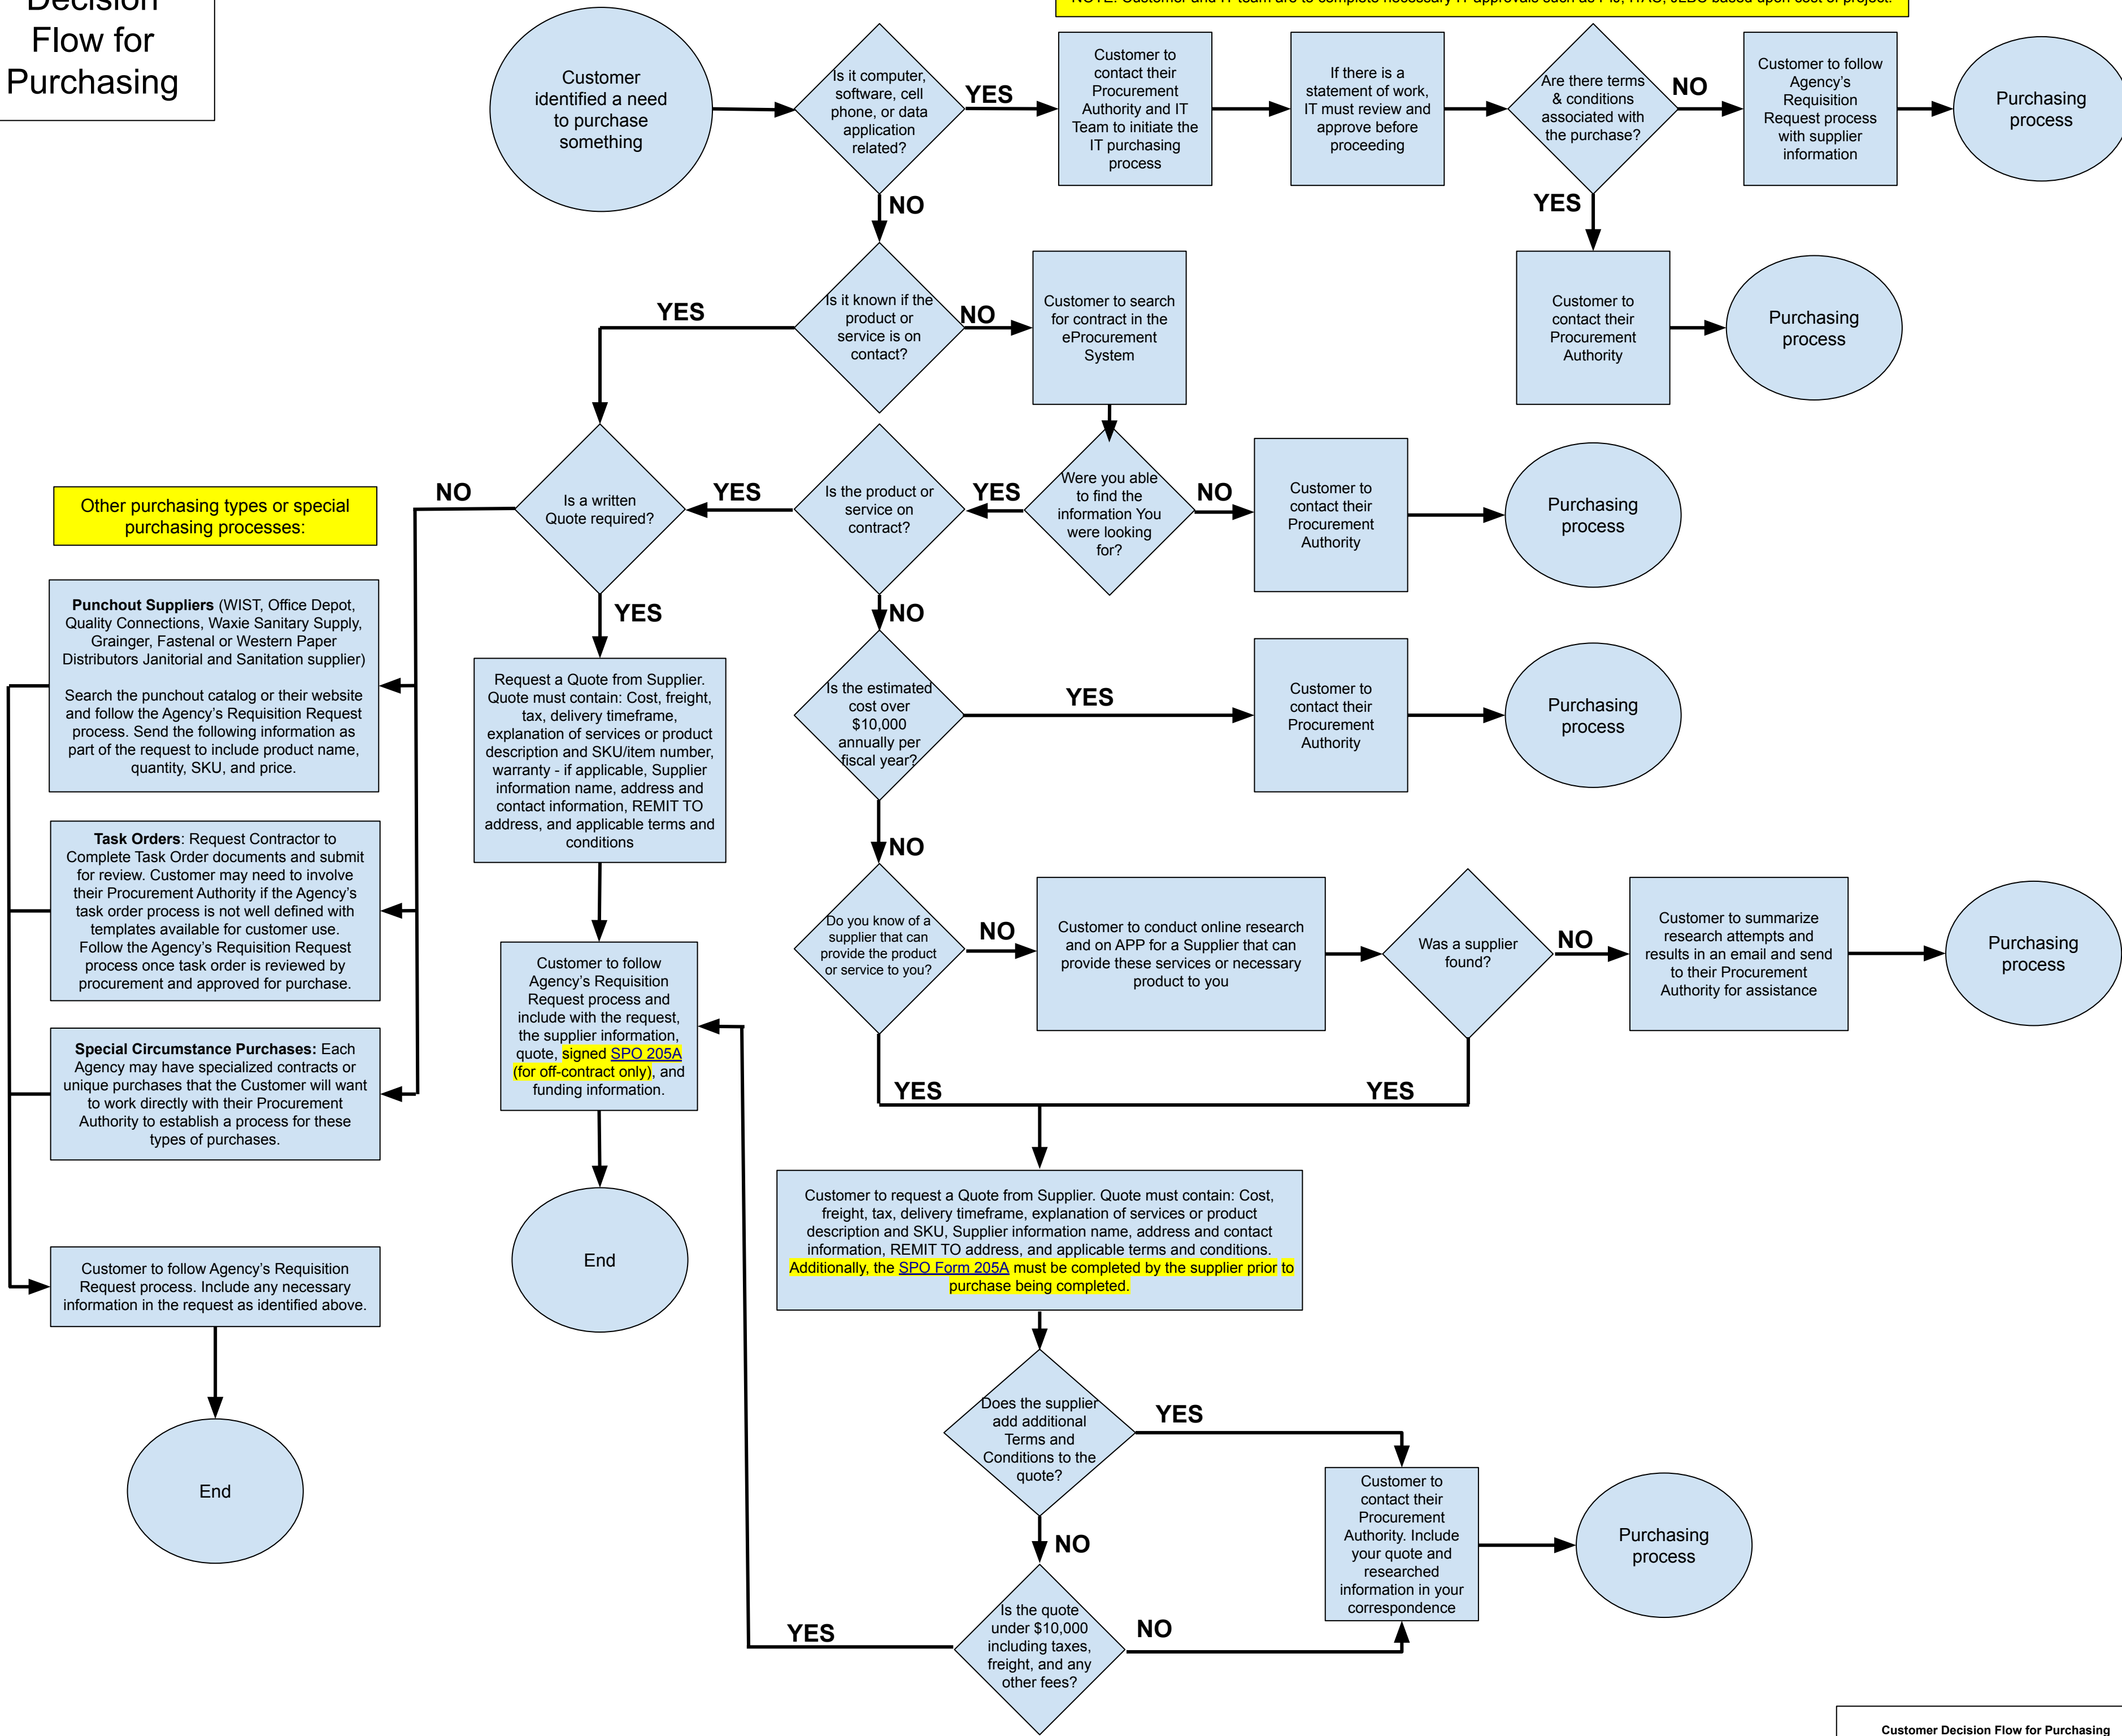 Decision
Flow for
Purchasing
NOTE: Customer and IT team are to complete necessary IT approvals such as PIJ, ITAC, JLBC based upon cost of project.
Customer
identified a need
to purchase
something
Is it computer,
software, cell
phone, or data
application
related?
YES
Customer to
contact their
Procurement
Authority and IT
Team to initiate the
IT purchasing
process
If there is a
statement of work,
IT must review and
approve before
proceeding
Are there terms
& conditions
associated with
the purchase?
NO
Customer to follow
Agency’s
Requisition
Request process
with supplier
information
Purchasing
process
NO
YES
Customer to
contact their
Procurement
Authority
Purchasing
process
Is it known if the
product or
service is on
contact?
YES
NO
Customer to search
for contract in the
eProcurement
System
Were you able
to find the
information You
were looking
for?
NO
Customer to
contact their
Procurement
Authority
Purchasing
process
YES
Is the product or
service on
contract?
YES
Is a written
Quote required?
NO
Other purchasing types or special
purchasing processes:
Punchout Suppliers (WIST, Office Depot,
Quality Connections, Waxie Sanitary Supply,
Grainger, Fastenal or Western Paper
Distributors Janitorial and Sanitation supplier)
Search the punchout catalog or their website
and follow the Agency’s Requisition Request
process. Send the following information as
part of the request to include product name,
quantity, SKU, and price.
Task Orders: Request Contractor to
Complete Task Order documents and submit
for review. Customer may need to involve
their Procurement Authority if the Agency’s
task order process is not well defined with
templates available for customer use.
Follow the Agency’s Requisition Request
process once task order is reviewed by
procurement and approved for purchase.
Special Circumstance Purchases: Each
Agency may have specialized contracts or
unique purchases that the Customer will want
to work directly with their Procurement
Authority to establish a process for these
types of purchases.
Customer to follow Agency’s Requisition
Request process. Include any necessary
information in the request as identified above.
End
YES
Request a Quote from Supplier.
Quote must contain: Cost, freight,
tax, delivery timeframe,
explanation of services or product
description and SKU/item number,
warranty - if applicable, Supplier
information name, address and
contact information, REMIT TO
address, and applicable terms and
conditions
Customer to follow
Agency’s Requisition
Request process and
include with the request,
the supplier information,
quote, signed SPO 205A
(for off-contract only), and
funding information.
End
NO
Is the estimated
cost over
$10,000
annually per
fiscal year?
YES
Customer to
contact their
Procurement
Authority
Purchasing
process
NO
Do you know of a
supplier that can
provide the product
or service to you?
NO
Customer to conduct online research
and on APP for a Supplier that can
provide these services or necessary
product to you
Was a supplier
found?
NO
Customer to summarize
research attempts and
results in an email and send
to their Procurement
Authority for assistance
Purchasing
process
YES
YES
Customer to request a Quote from Supplier. Quote must contain: Cost,
freight, tax, delivery timeframe, explanation of services or product
description and SKU, Supplier information name, address and contact
information, REMIT TO address, and applicable terms and conditions.
Additionally, the SPO Form 205A must be completed by the supplier prior to
purchase being completed.
Does the supplier
add additional
Terms and
Conditions to the
quote?
YES
Customer to
contact their
Procurement
Authority. Include
your quote and
researched
information in your
correspondence
Purchasing
process
NO
Is the quote
under $10,000
including taxes,
freight, and any
other fees?
YES
NO
Customer Decision Flow for Purchasing